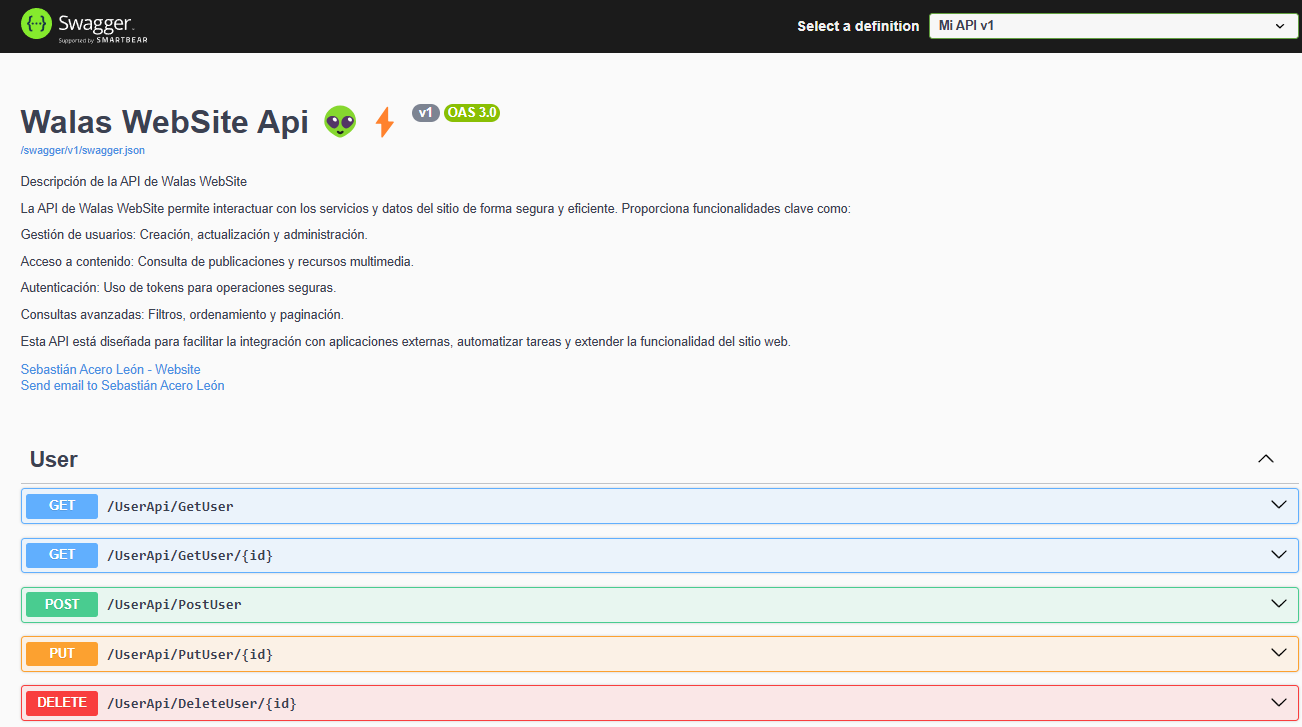 Swagger.
Supported by SMARTBEAR
Select a definition
Mi API v1
Walas WebSite Api 👽 ⚡ v1 OAS 3.0
/swagger/v1/swagger.json
Descripción de la API de Walas WebSite
La API de Walas WebSite permite interactuar con los servicios y datos del sitio de forma segura y eficiente. Proporciona funcionalidades clave como:
Gestión de usuarios: Creación, actualización y administración.
Acceso a contenido: Consulta de publicaciones y recursos multimedia.
Autenticación: Uso de tokens para operaciones seguras.
Consultas avanzadas: Filtros, ordenamiento y paginación.
Esta API está diseñada para facilitar la integración con aplicaciones externas, automatizar tareas y extender la funcionalidad del sitio web.
Sebastián Acero León - Website
Send email to Sebastián Acero León
User
GET /UserApi/GetUser
GET /UserApi/GetUser/{id}
POST /UserApi/PostUser
PUT /UserApi/PutUser/{id}
DELETE /UserApi/DeleteUser/{id}